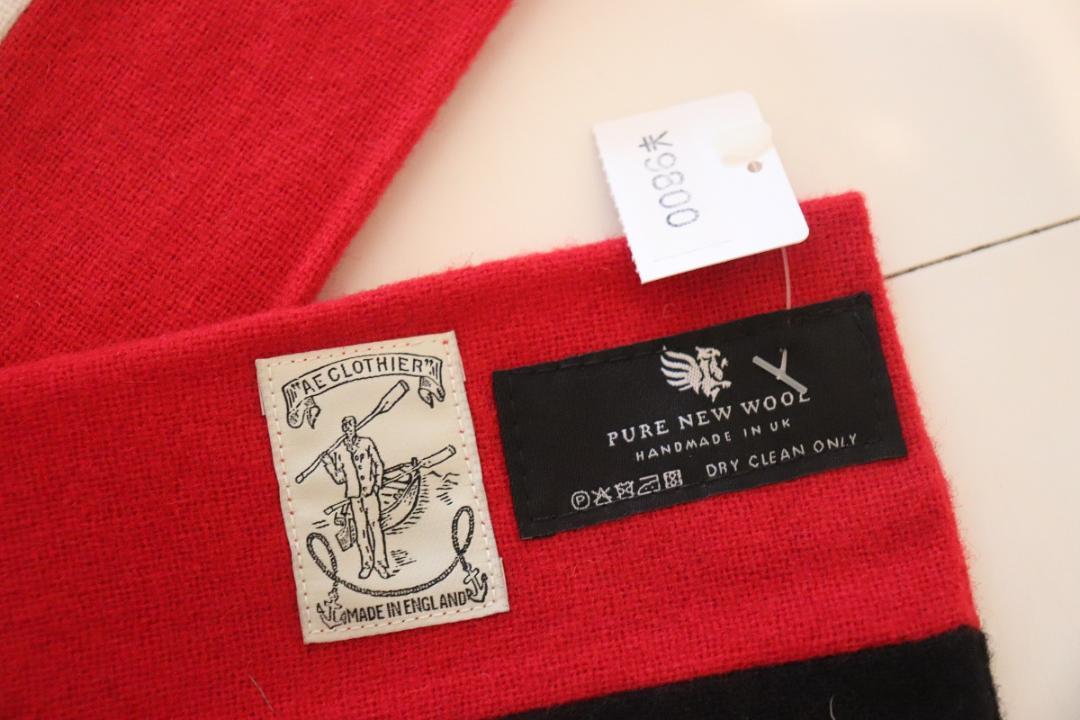 ¥9800
"AE CLOTHIER"
MADE IN ENGLAND
PURE NEW WOOL
HANDMADE IN UK
P DRY CLEAN ONLY